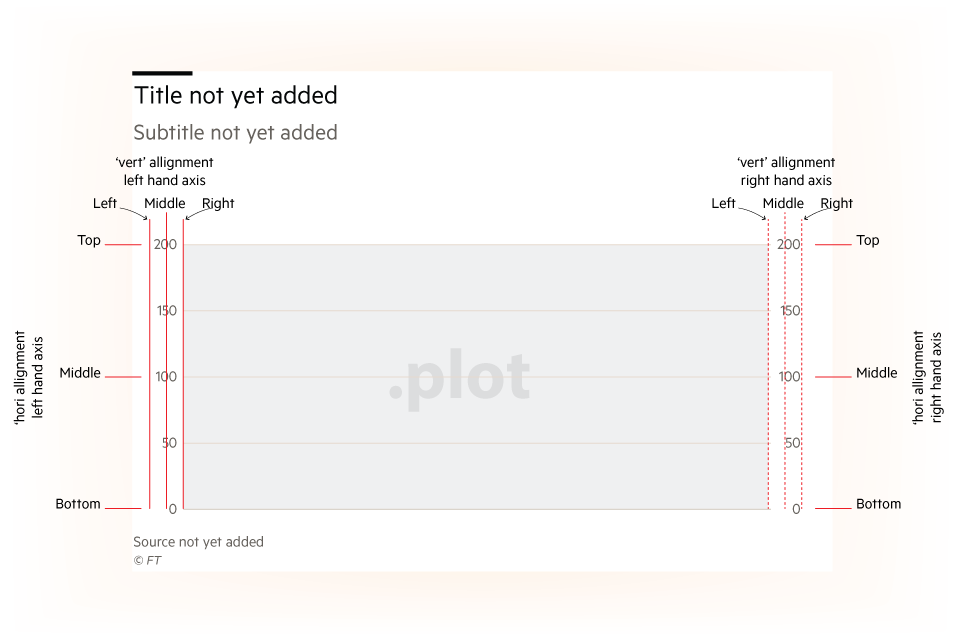 Title not yet added
Subtitle not yet added
‘vert’ allignment
left hand axis
‘vert’ allignment
right hand axis
Left Middle Right
Left Middle Right
Top 200 200 Top
150 150
‘hori allignment
left hand axis
‘hori allignment
right hand axis
Middle 100 100 Middle
.plot
50 50
Bottom 0 0 Bottom
Source not yet added
© FT